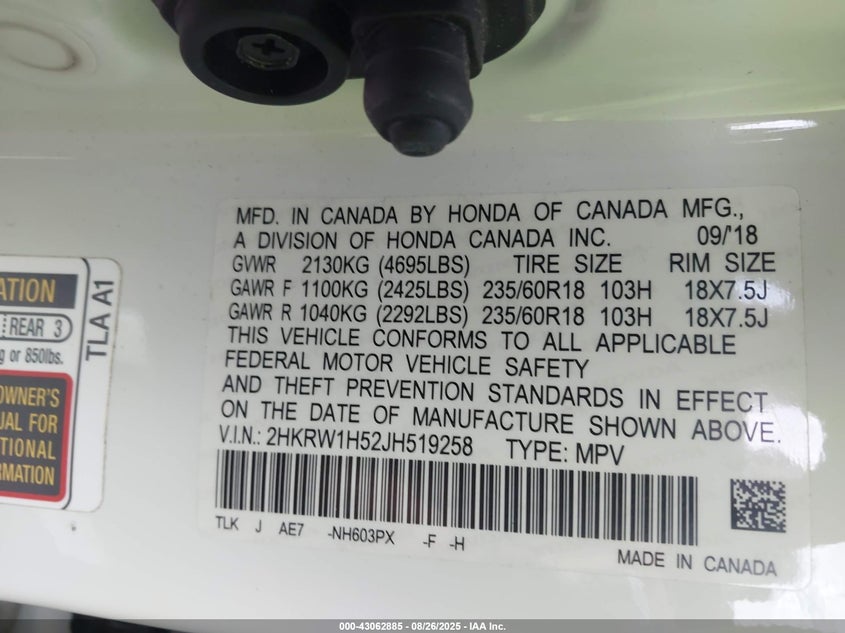 MFD. IN CANADA BY HONDA OF CANADA MFG.,
A DIVISION OF HONDA CANADA INC. 09/'18
GVWR 2130KG (4695LBS) TIRE SIZE RIM SIZE
GAWR F 1100KG (2425LBS) 235/60R18 103H 18X7.5J
GAWR R 1040KG (2292LBS) 235/60R18 103H 18X7.5J
THIS VEHICLE CONFORMS TO ALL APPLICABLE
FEDERAL MOTOR VEHICLE SAFETY
AND THEFT PREVENTION STANDARDS IN EFFECT
ON THE DATE OF MANUFACTURE SHOWN ABOVE.
V.I.N.: 2HKRW1H52JH519258 TYPE: MPV
TLK J AE7 -NH603PX -F -H
MADE IN CANADA
REAR 3
or 850lbs.
OWNER'S
FOR
TLA A1
000-43062885 - 08/26/2025 - IAA Inc.